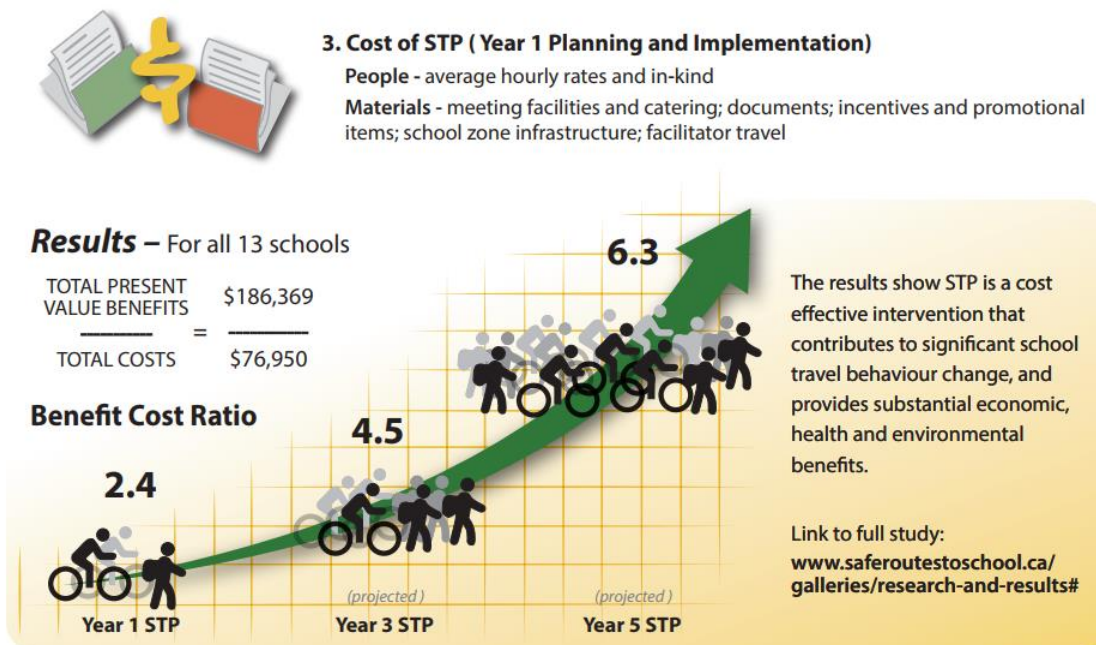 3. Cost of STP ( Year 1 Planning and Implementation)
People - average hourly rates and in-kind
Materials - meeting facilities and catering; documents; incentives and promotional
items; school zone infrastructure; facilitator travel
Results – For all 13 schools
TOTAL PRESENT
VALUE BENEFITS
TOTAL COSTS
=
$186,369
$76,950
Benefit Cost Ratio
2.4
4.5
6.3
(projected )
(projected )
Year 1 STP
Year 3 STP
Year 5 STP
The results show STP is a cost
effective intervention that
contributes to significant school
travel behaviour change, and
provides substantial economic,
health and environmental
benefits.
Link to full study:
www.saferoutestoschool.ca/
galleries/research-and-results#